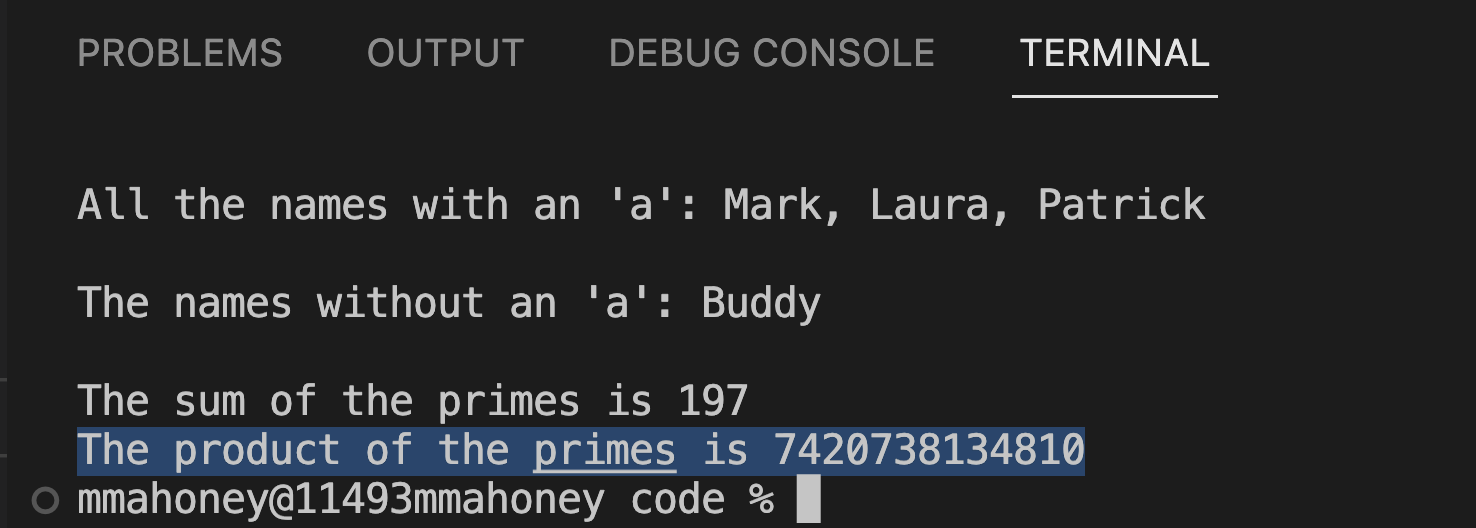 PROBLEMS OUTPUT DEBUG CONSOLE TERMINAL
All the names with an 'a': Mark, Laura, Patrick
The names without an 'a': Buddy
The sum of the primes is 197
The product of the primes is 7420738134810
mmahoney@11493mmahoney code %